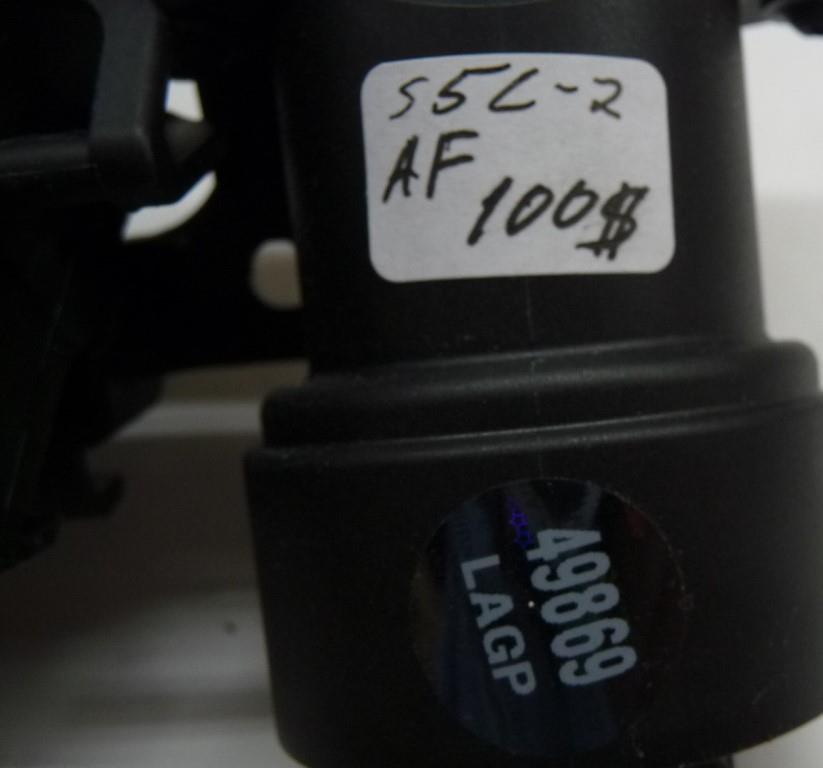 S5L-2
AF
100$
49869
LAGP